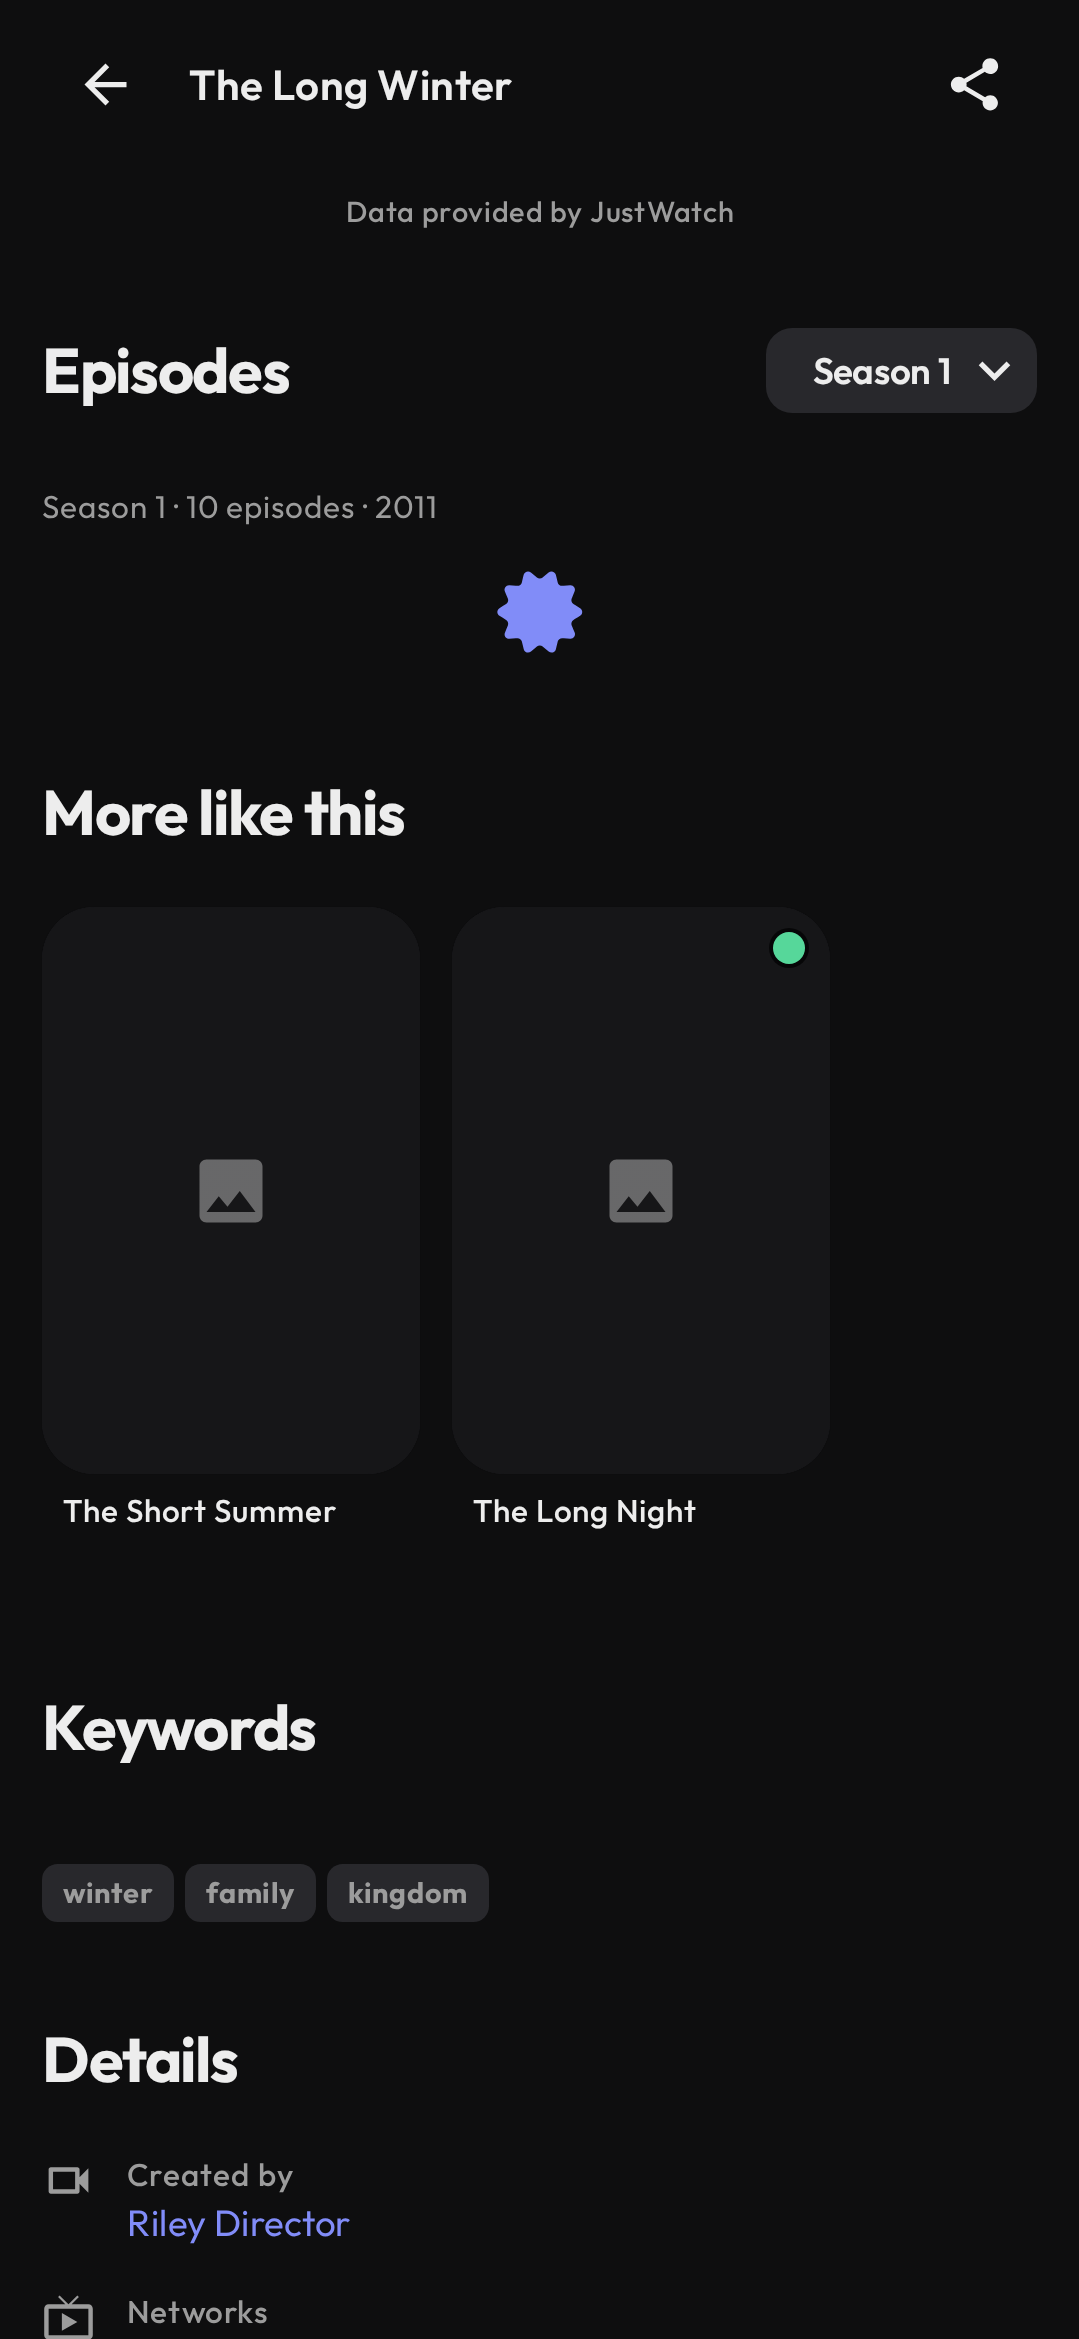 The Long Winter
Data provided by JustWatch
Episodes
Season 1
Season 1 · 10 episodes · 2011
More like this
The Short Summer
The Long Night
Keywords
winter
family
kingdom
Details
Created by
Riley Director
Networks